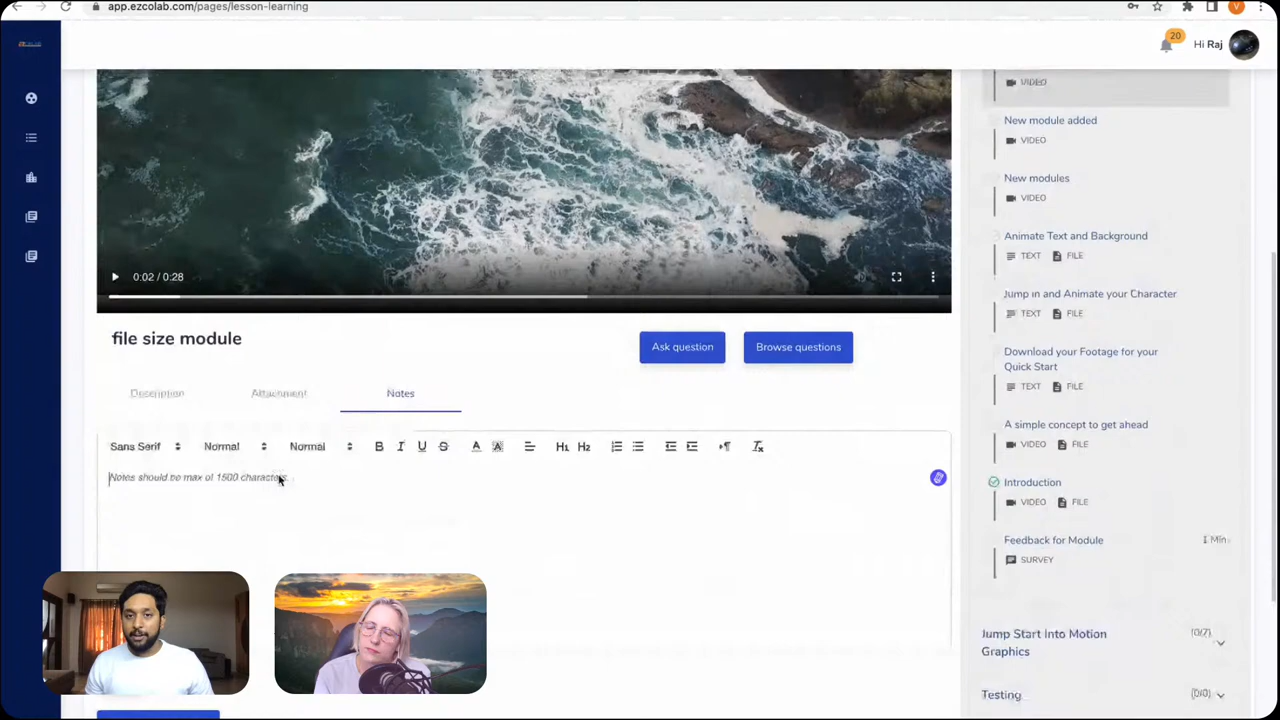 app.ezcolab.com/pages/lesson-learning
V
20
Hi Raj
VIDEO
New module added
VIDEO
New modules
VIDEO
Animate Text and Background
TEXT FILE
Jump in and Animate your Character
TEXT FILE
Download your Footage for your
Quick Start
TEXT FILE
A simple concept to get ahead
VIDEO FILE
Introduction
VIDEO FILE
Feedback for Module
1 Min
SURVEY
Jump Start Into Motion
Graphics
(0/7)
Testing
(0/0)
0:02 / 0:28
file size module
Ask question
Browse questions
Description Attachment Notes
Sans Serif Normal Normal B I U S A A H1 H2
Notes should be max of 1500 characters